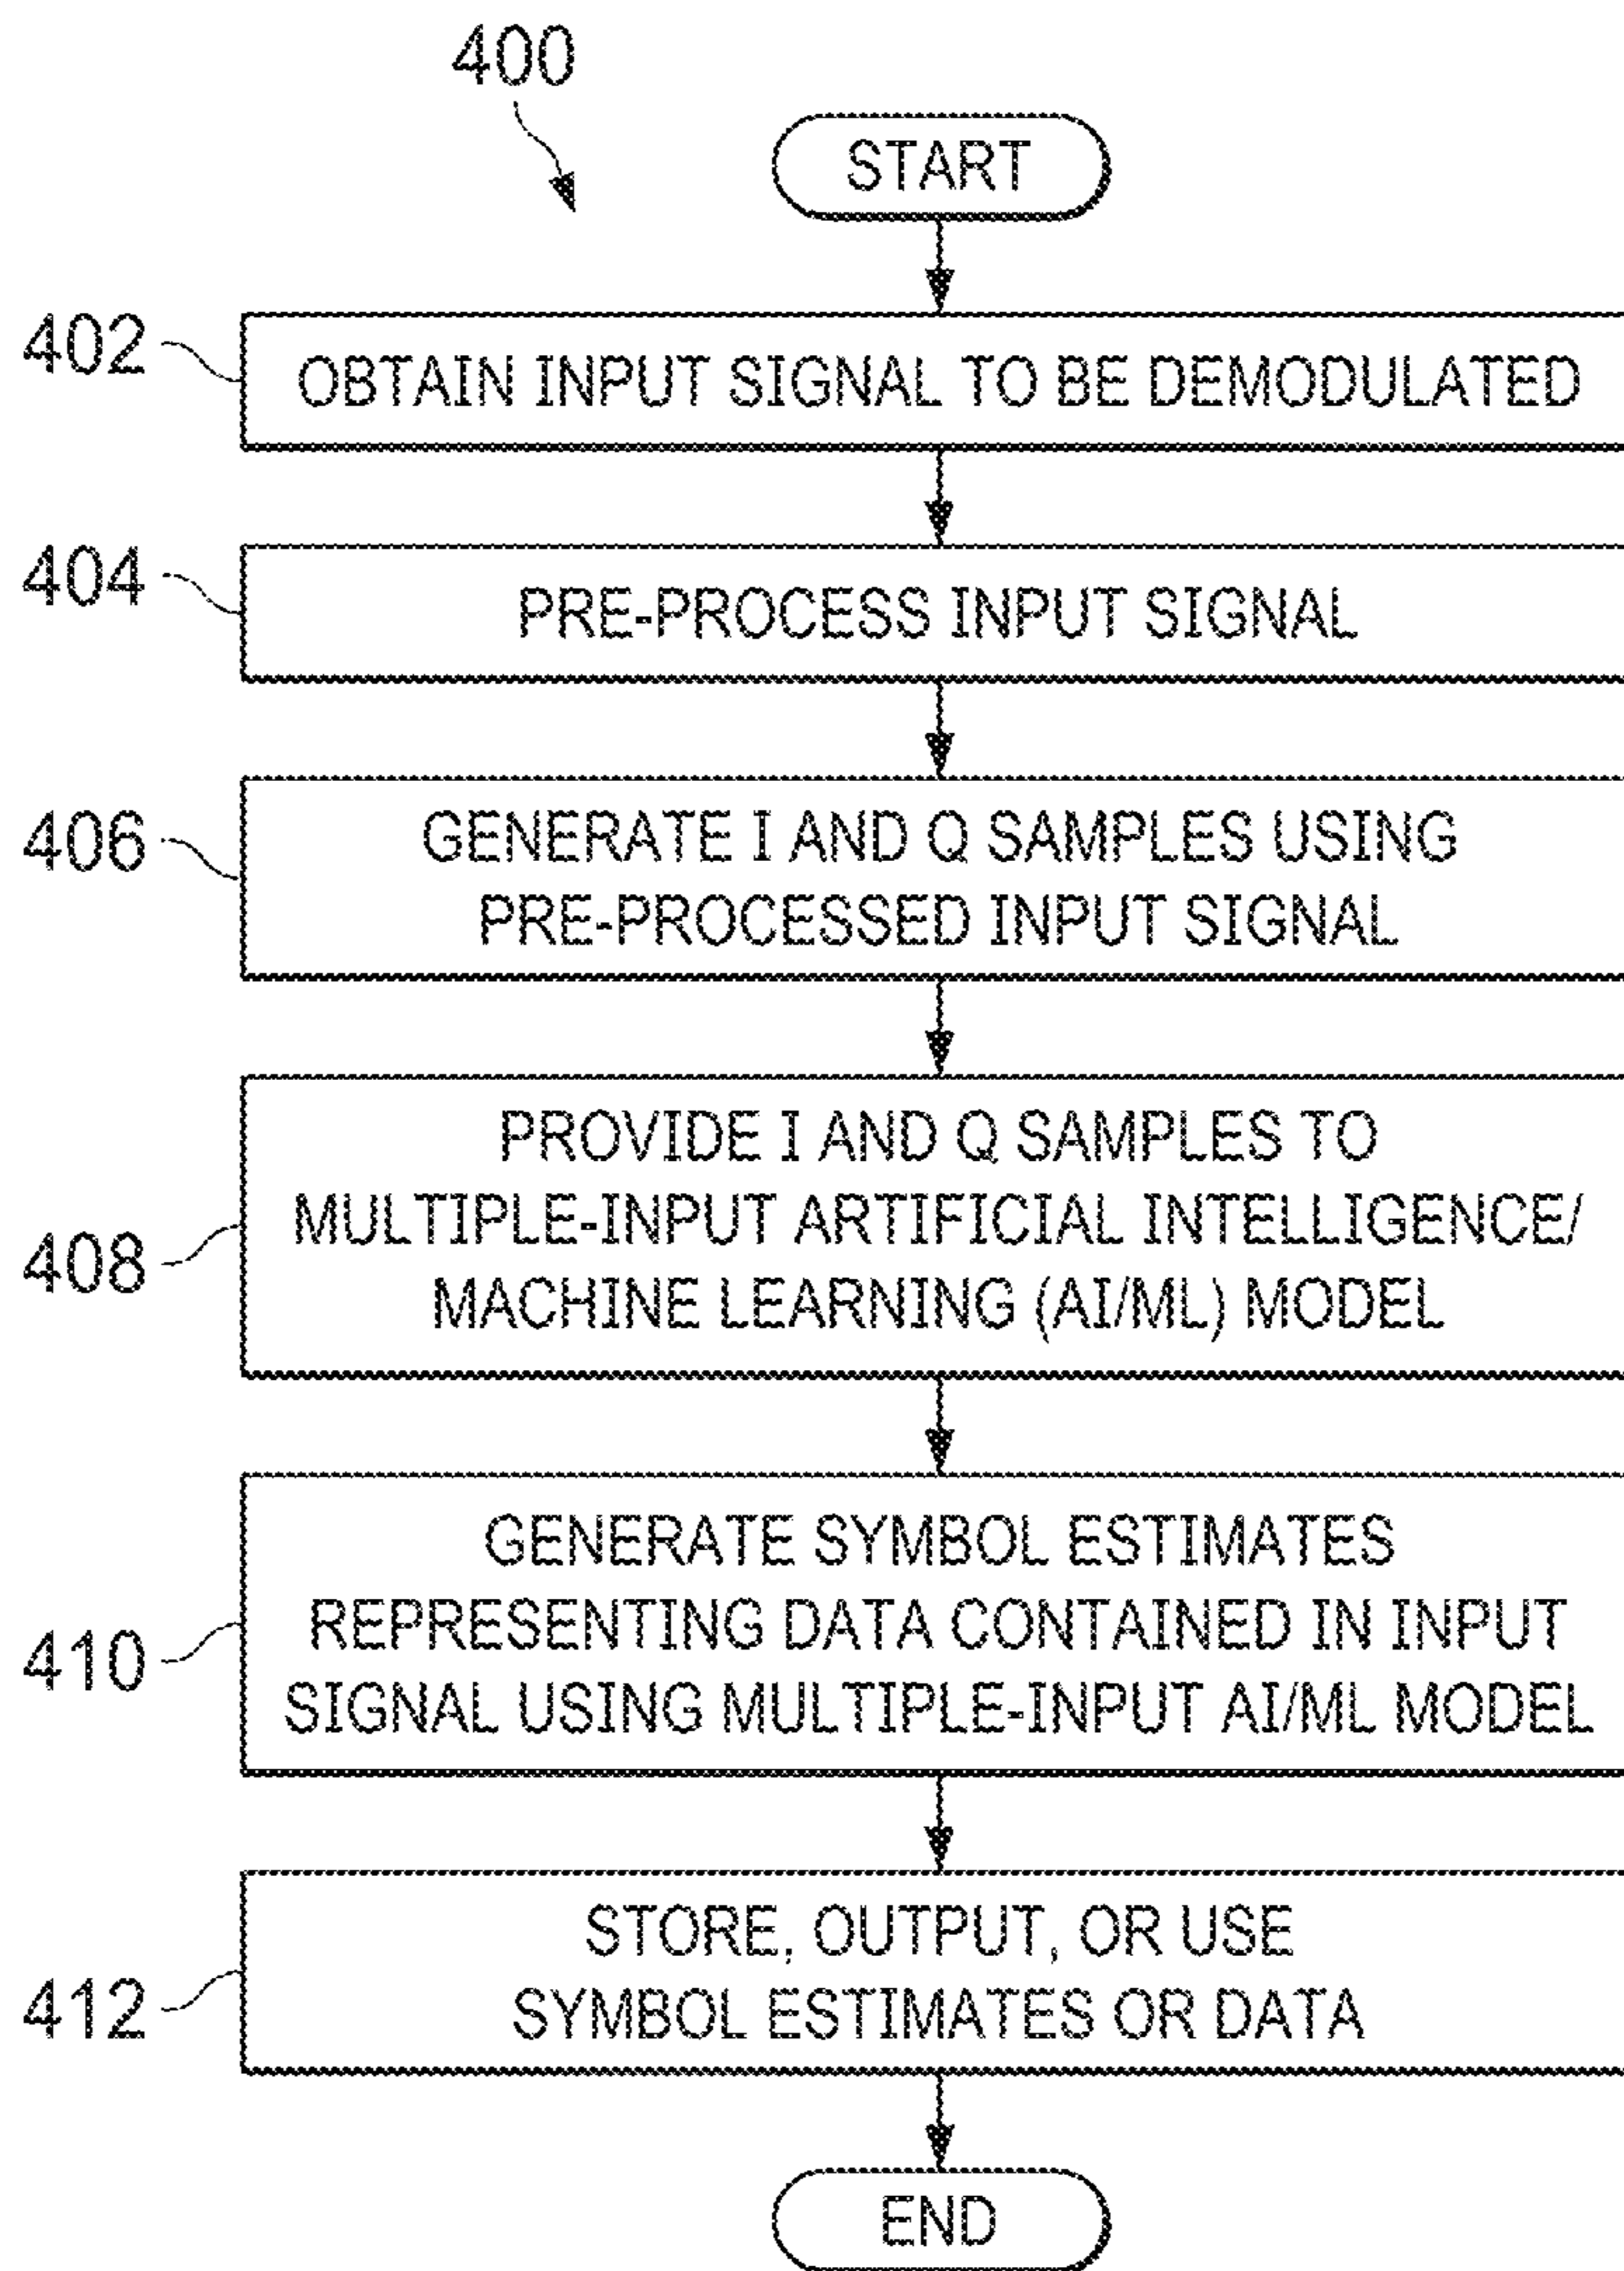 400
START
402
OBTAIN INPUT SIGNAL TO BE DEMODULATED
404
PRE-PROCESS INPUT SIGNAL
406
GENERATE I AND Q SAMPLES USING
PRE-PROCESSED INPUT SIGNAL
408
PROVIDE I AND Q SAMPLES TO
MULTIPLE-INPUT ARTIFICIAL INTELLIGENCE/
MACHINE LEARNING (AI/ML) MODEL
410
GENERATE SYMBOL ESTIMATES
REPRESENTING DATA CONTAINED IN INPUT
SIGNAL USING MULTIPLE-INPUT AI/ML MODEL
412
STORE, OUTPUT, OR USE
SYMBOL ESTIMATES OR DATA
END